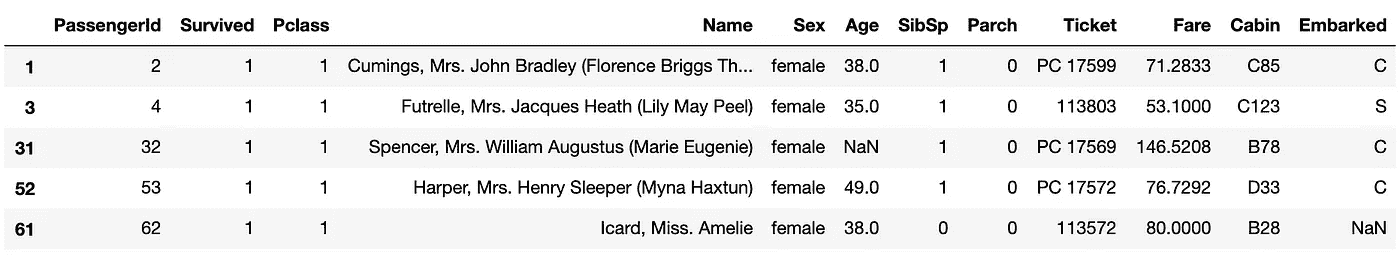 PassengerId Survived Pclass Name Sex Age SibSp Parch Ticket Fare Cabin Embarked
1 2 1 1 Cumings, Mrs. John Bradley (Florence Briggs Th... female 38.0 1 0 PC 17599 71.2833 C85 C
3 4 1 1 Futrelle, Mrs. Jacques Heath (Lily May Peel) female 35.0 1 0 113803 53.1000 C123 S
31 32 1 1 Spencer, Mrs. William Augustus (Marie Eugenie) female NaN 1 0 PC 17569 146.5208 B78 C
52 53 1 1 Harper, Mrs. Henry Sleeper (Myna Haxtun) female 49.0 1 0 PC 17572 76.7292 D33 C
61 62 1 1 Icard, Miss. Amelie female 38.0 0 0 113572 80.0000 B28 NaN